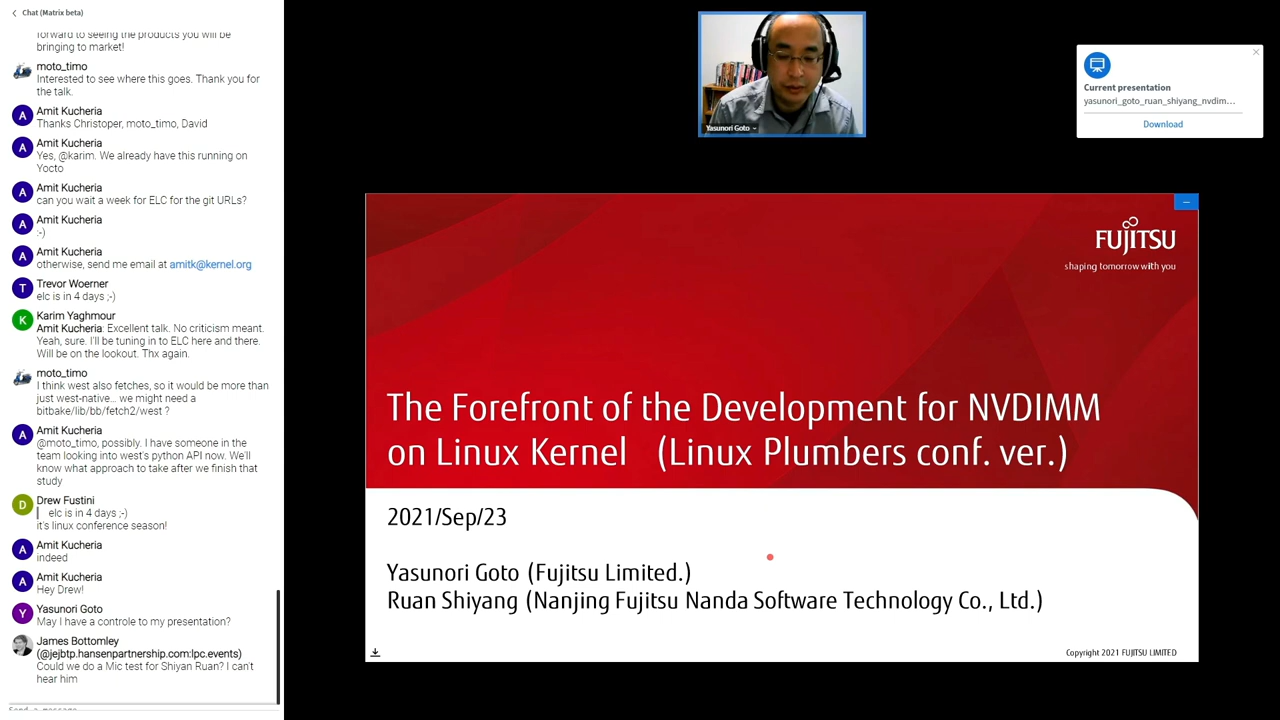 Chat (Matrix beta)
forward to seeing the products you will be
bringing to market!
moto_timo
Interested to see where this goes. Thank you for
the talk.
A
Amit Kucheria
Thanks Christoper, moto_timo, David
A
Amit Kucheria
Yes, @karim. We already have this running on
Yocto
A
Amit Kucheria
can you wait a week for ELC for the git URLs?
A
Amit Kucheria
:-)
A
Amit Kucheria
otherwise, send me email at amitk@kernel.org
T
Trevor Woerner
elc is in 4 days ;-)
K
Karim Yaghmour
Amit Kucheria: Excellent talk. No criticism meant.
Yeah, sure. I'll be tuning in to ELC here and there.
Will be on the lookout. Thx again.
moto_timo
I think west also fetches, so it would be more than
just west-native... we might need a
bitbake/lib/bb/fetch2/west ?
A
Amit Kucheria
@moto_timo, possibly. I have someone in the
team looking into west's python API now. We'll
know what approach to take after we finish that
study
D
Drew Fustini
elc is in 4 days ;-)
it's linux conference season!
A
Amit Kucheria
indeed
A
Amit Kucheria
Hey Drew!
Y
Yasunori Goto
May I have a controle to my presentation?
James Bottomley
(@jejbtp.hansenpartnership.com:lpc.events)
Could we do a Mic test for Shiyan Ruan? I can't
hear him
Send a message
Yasunori Goto
Current presentation
yasunori_goto_ruan_shiyang_nvdim...
Download
FUJITSU
shaping tomorrow with you
The Forefront of the Development for NVDIMM
on Linux Kernel (Linux Plumbers conf. ver.)
2021/Sep/23
Yasunori Goto (Fujitsu Limited.)
Ruan Shiyang (Nanjing Fujitsu Nanda Software Technology Co., Ltd.)
Copyright 2021 FUJITSU LIMITED